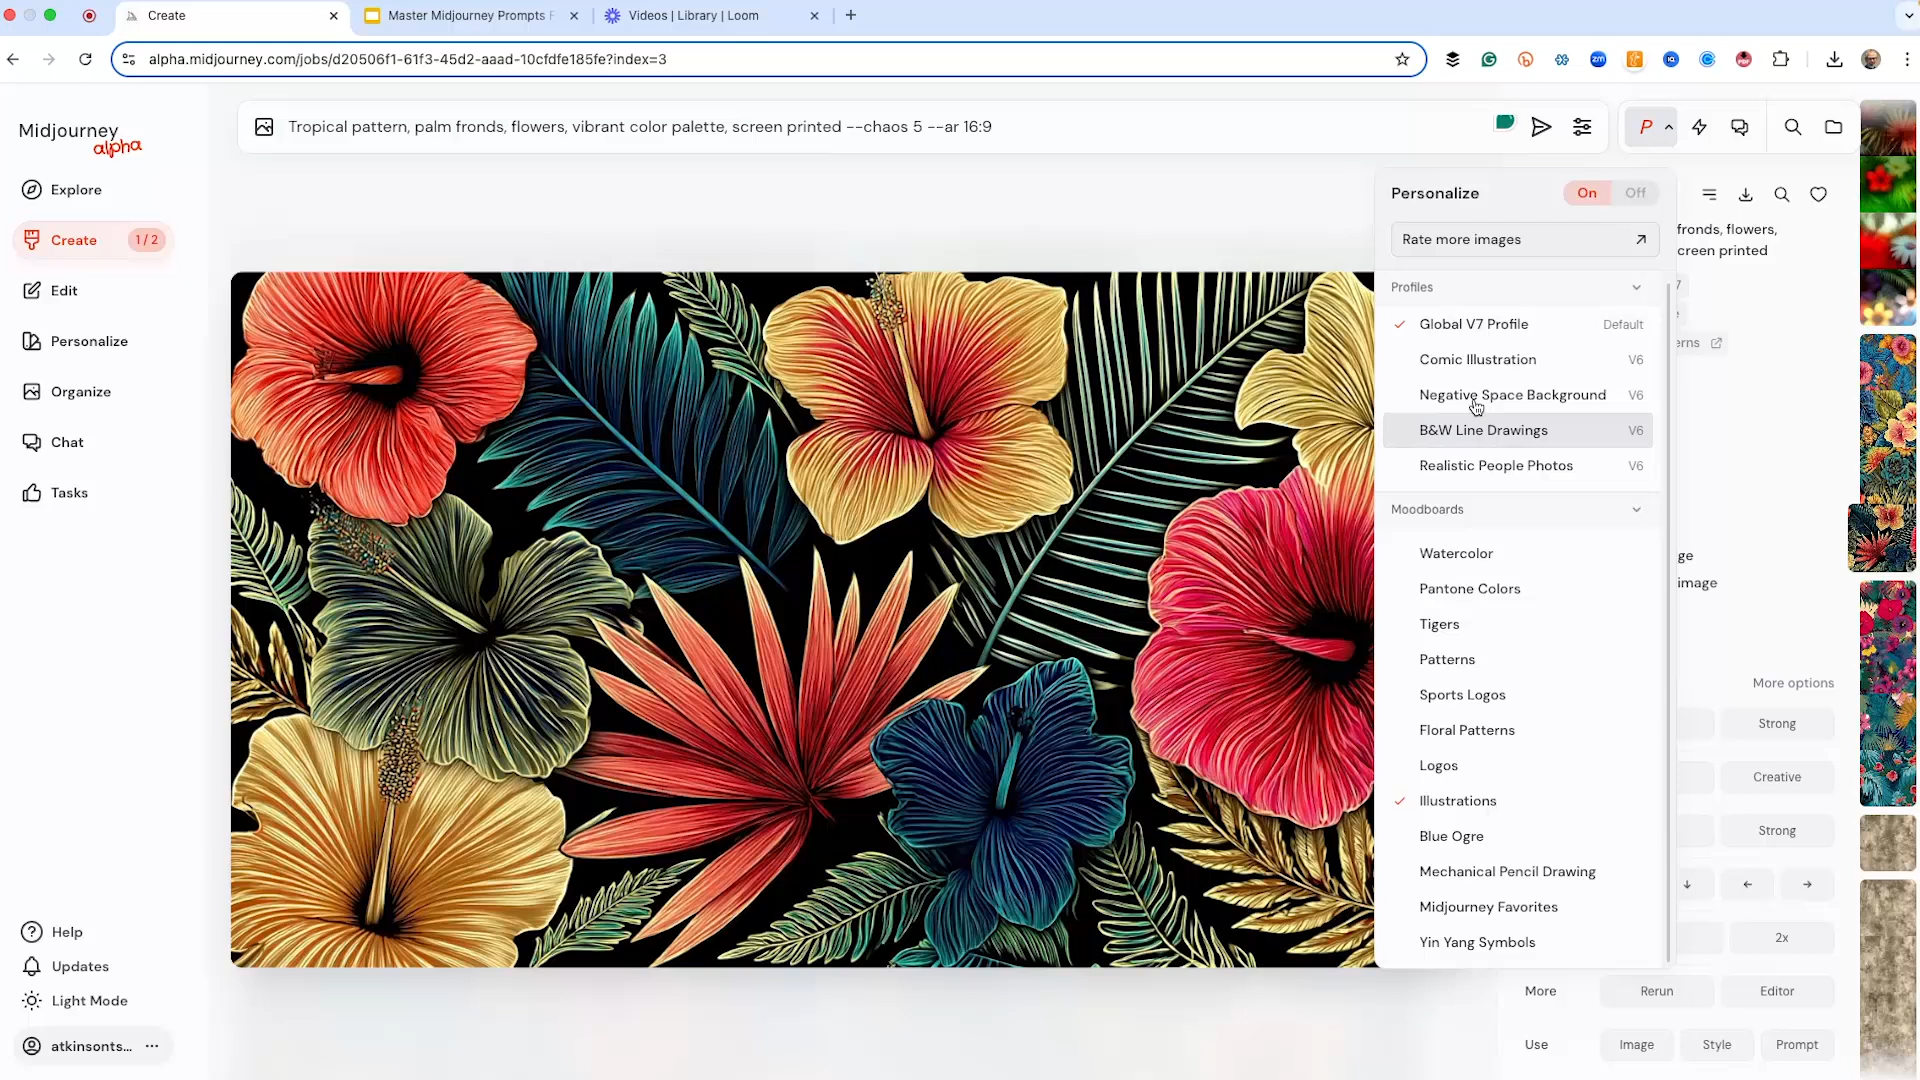 Create
Master Midjourney Prompts F
Videos | Library | Loom
alpha.midjourney.com/jobs/d20506f1-61f3-45d2-aaad-10cfdfe185fe?index=3
Midjourney
alpha
Tropical pattern, palm fronds, flowers, vibrant color palette, screen printed --chaos 5 --ar 16:9
P
Explore
Create
1 / 2
Edit
Personalize
Organize
Chat
Tasks
Help
Updates
Light Mode
atkinsonts...
Personalize
On
Off
Rate more images
Profiles
Global V7 Profile
Default
Comic Illustration
V6
Negative Space Background
V6
B&W Line Drawings
V6
Realistic People Photos
V6
Moodboards
Watercolor
Pantone Colors
Tigers
Patterns
Sports Logos
Floral Patterns
Logos
Illustrations
Blue Ogre
Mechanical Pencil Drawing
Midjourney Favorites
Yin Yang Symbols
fronds, flowers,
creen printed
erns
ge
image
More options
Strong
Creative
Strong
2x
More
Rerun
Editor
Use
Image
Style
Prompt